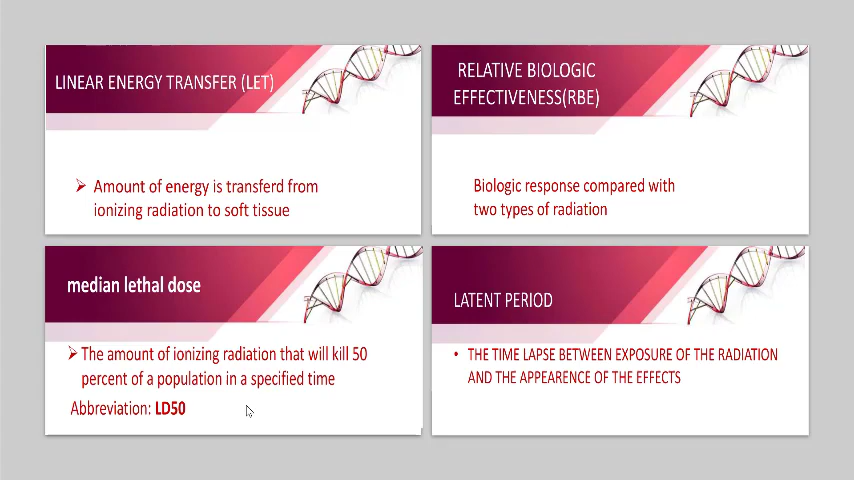 LINEAR ENERGY TRANSFER (LET)
➢ Amount of energy is transferd from
ionizing radiation to soft tissue
RELATIVE BIOLOGIC
EFFECTIVENESS(RBE)
Biologic response compared with
two types of radiation
median lethal dose
➢ The amount of ionizing radiation that will kill 50
percent of a population in a specified time
Abbreviation: LD50
LATENT PERIOD
• THE TIME LAPSE BETWEEN EXPOSURE OF THE RADIATION
AND THE APPEARENCE OF THE EFFECTS